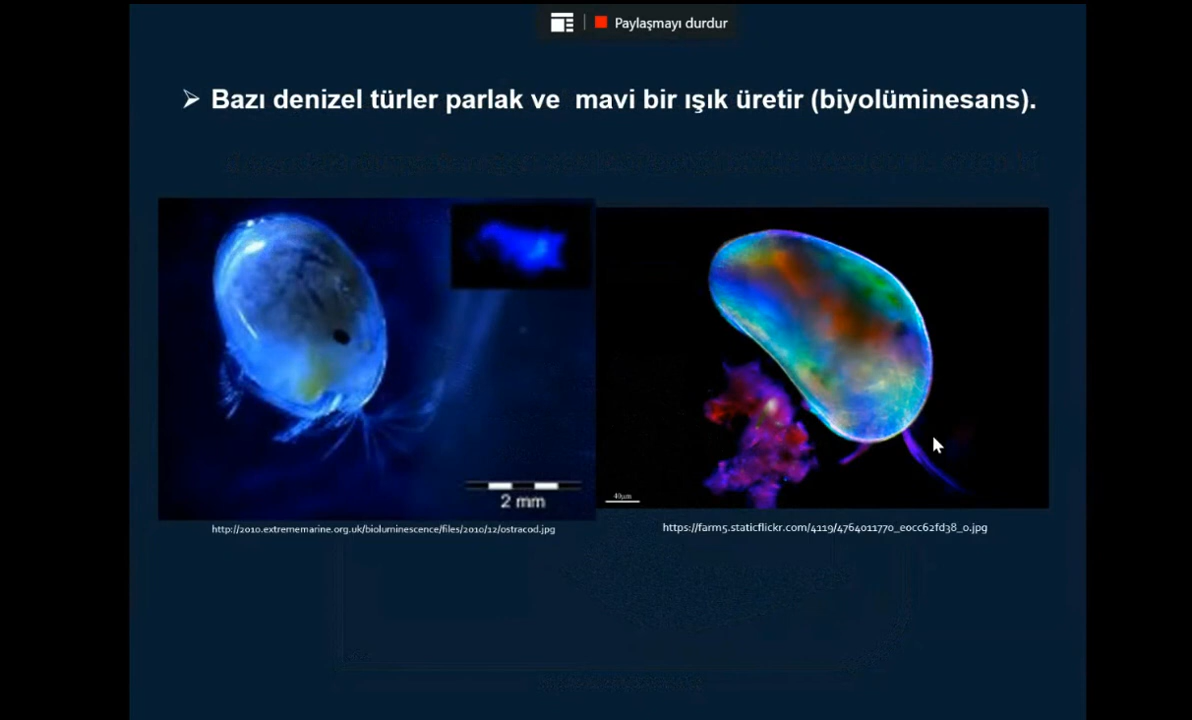 Paylaşmayı durdur
➢ Bazı denizel türler parlak ve mavi bir ışık üretir (biyolüminesans).
2 mm
40µm
http://2010.extrememarine.org.uk/bioluminescence/files/2010/12/ostracod.jpg
https://farm5.staticflickr.com/4119/4764011770_e0cc62fd38_o.jpg